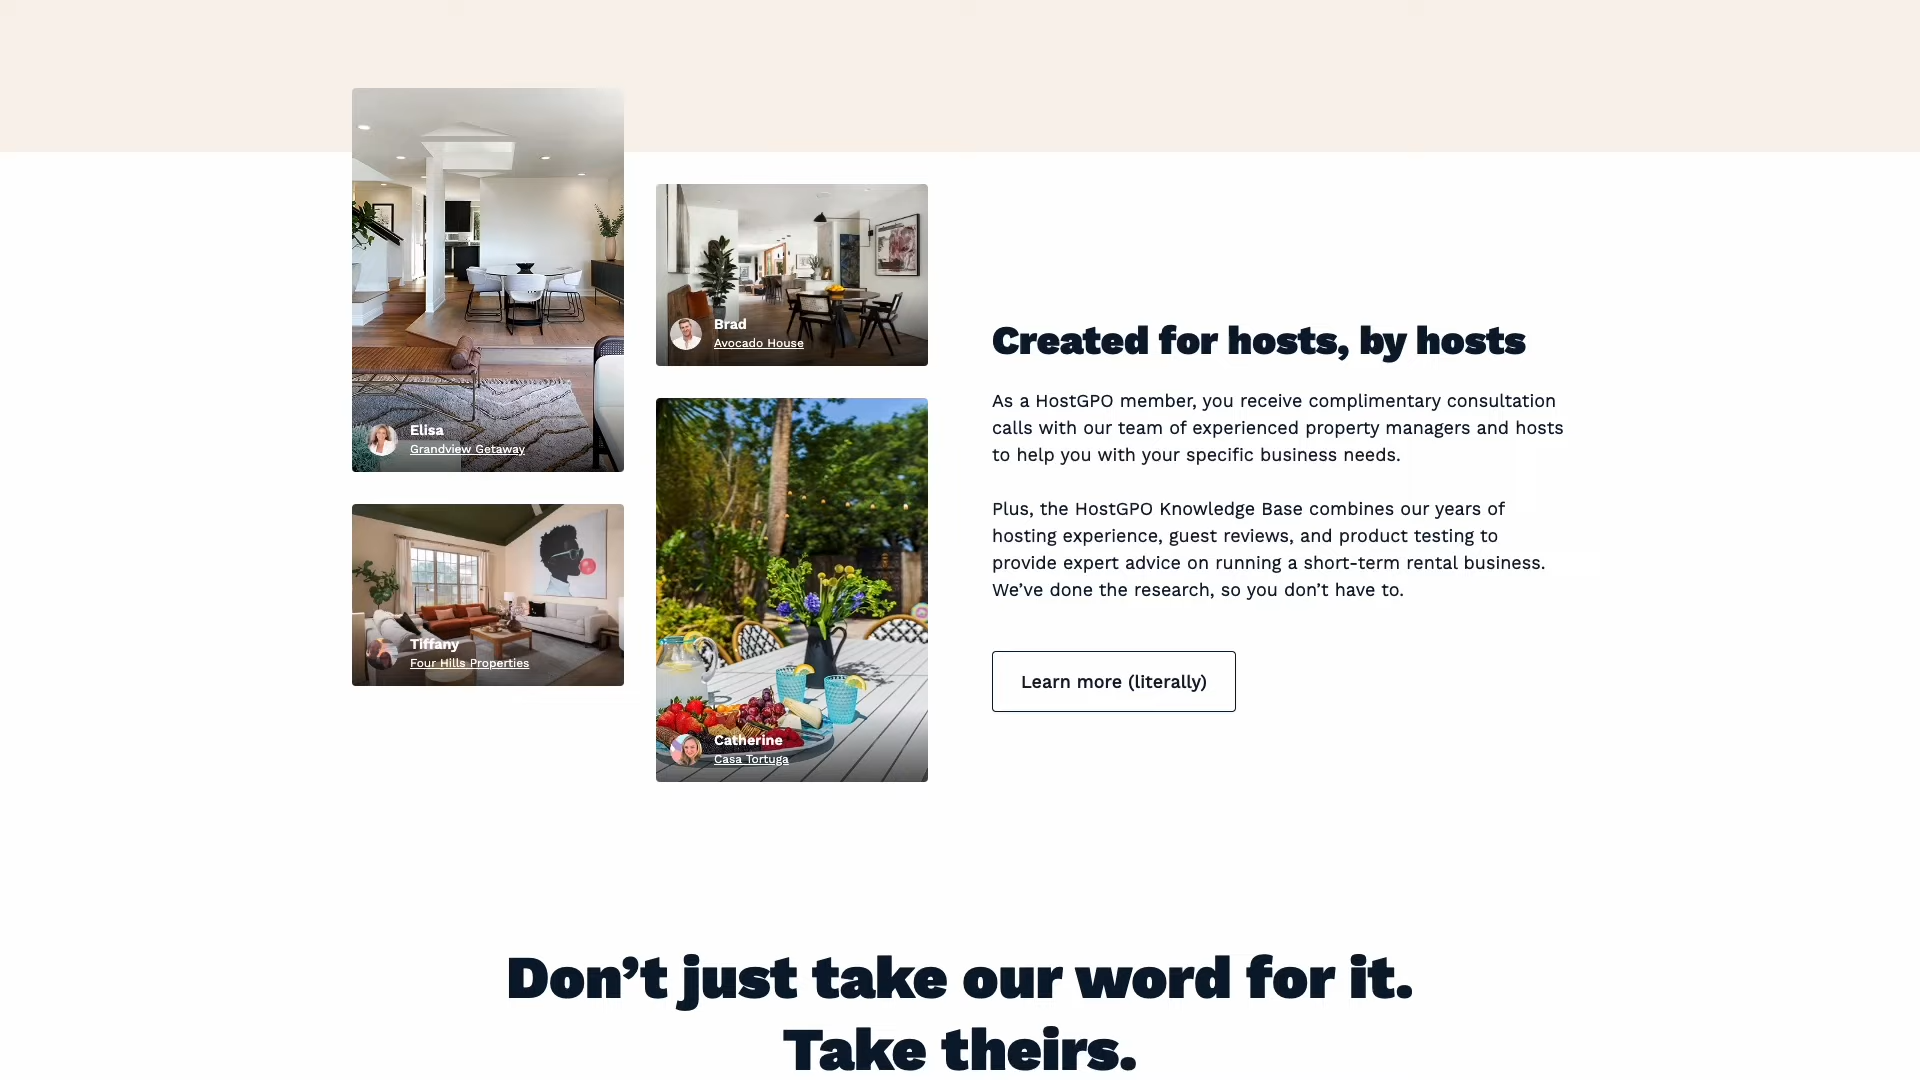 Elisa
Grandview Getaway
Brad
Avocado House
Tiffany
Four Hills Properties
Catherine
Casa Tortuga
Created for hosts, by hosts
As a HostGPO member, you receive complimentary consultation
calls with our team of experienced property managers and hosts
to help you with your specific business needs.
Plus, the HostGPO Knowledge Base combines our years of
hosting experience, guest reviews, and product testing to
provide expert advice on running a short-term rental business.
We’ve done the research, so you don’t have to.
Learn more (literally)
Don’t just take our word for it.
Take theirs.